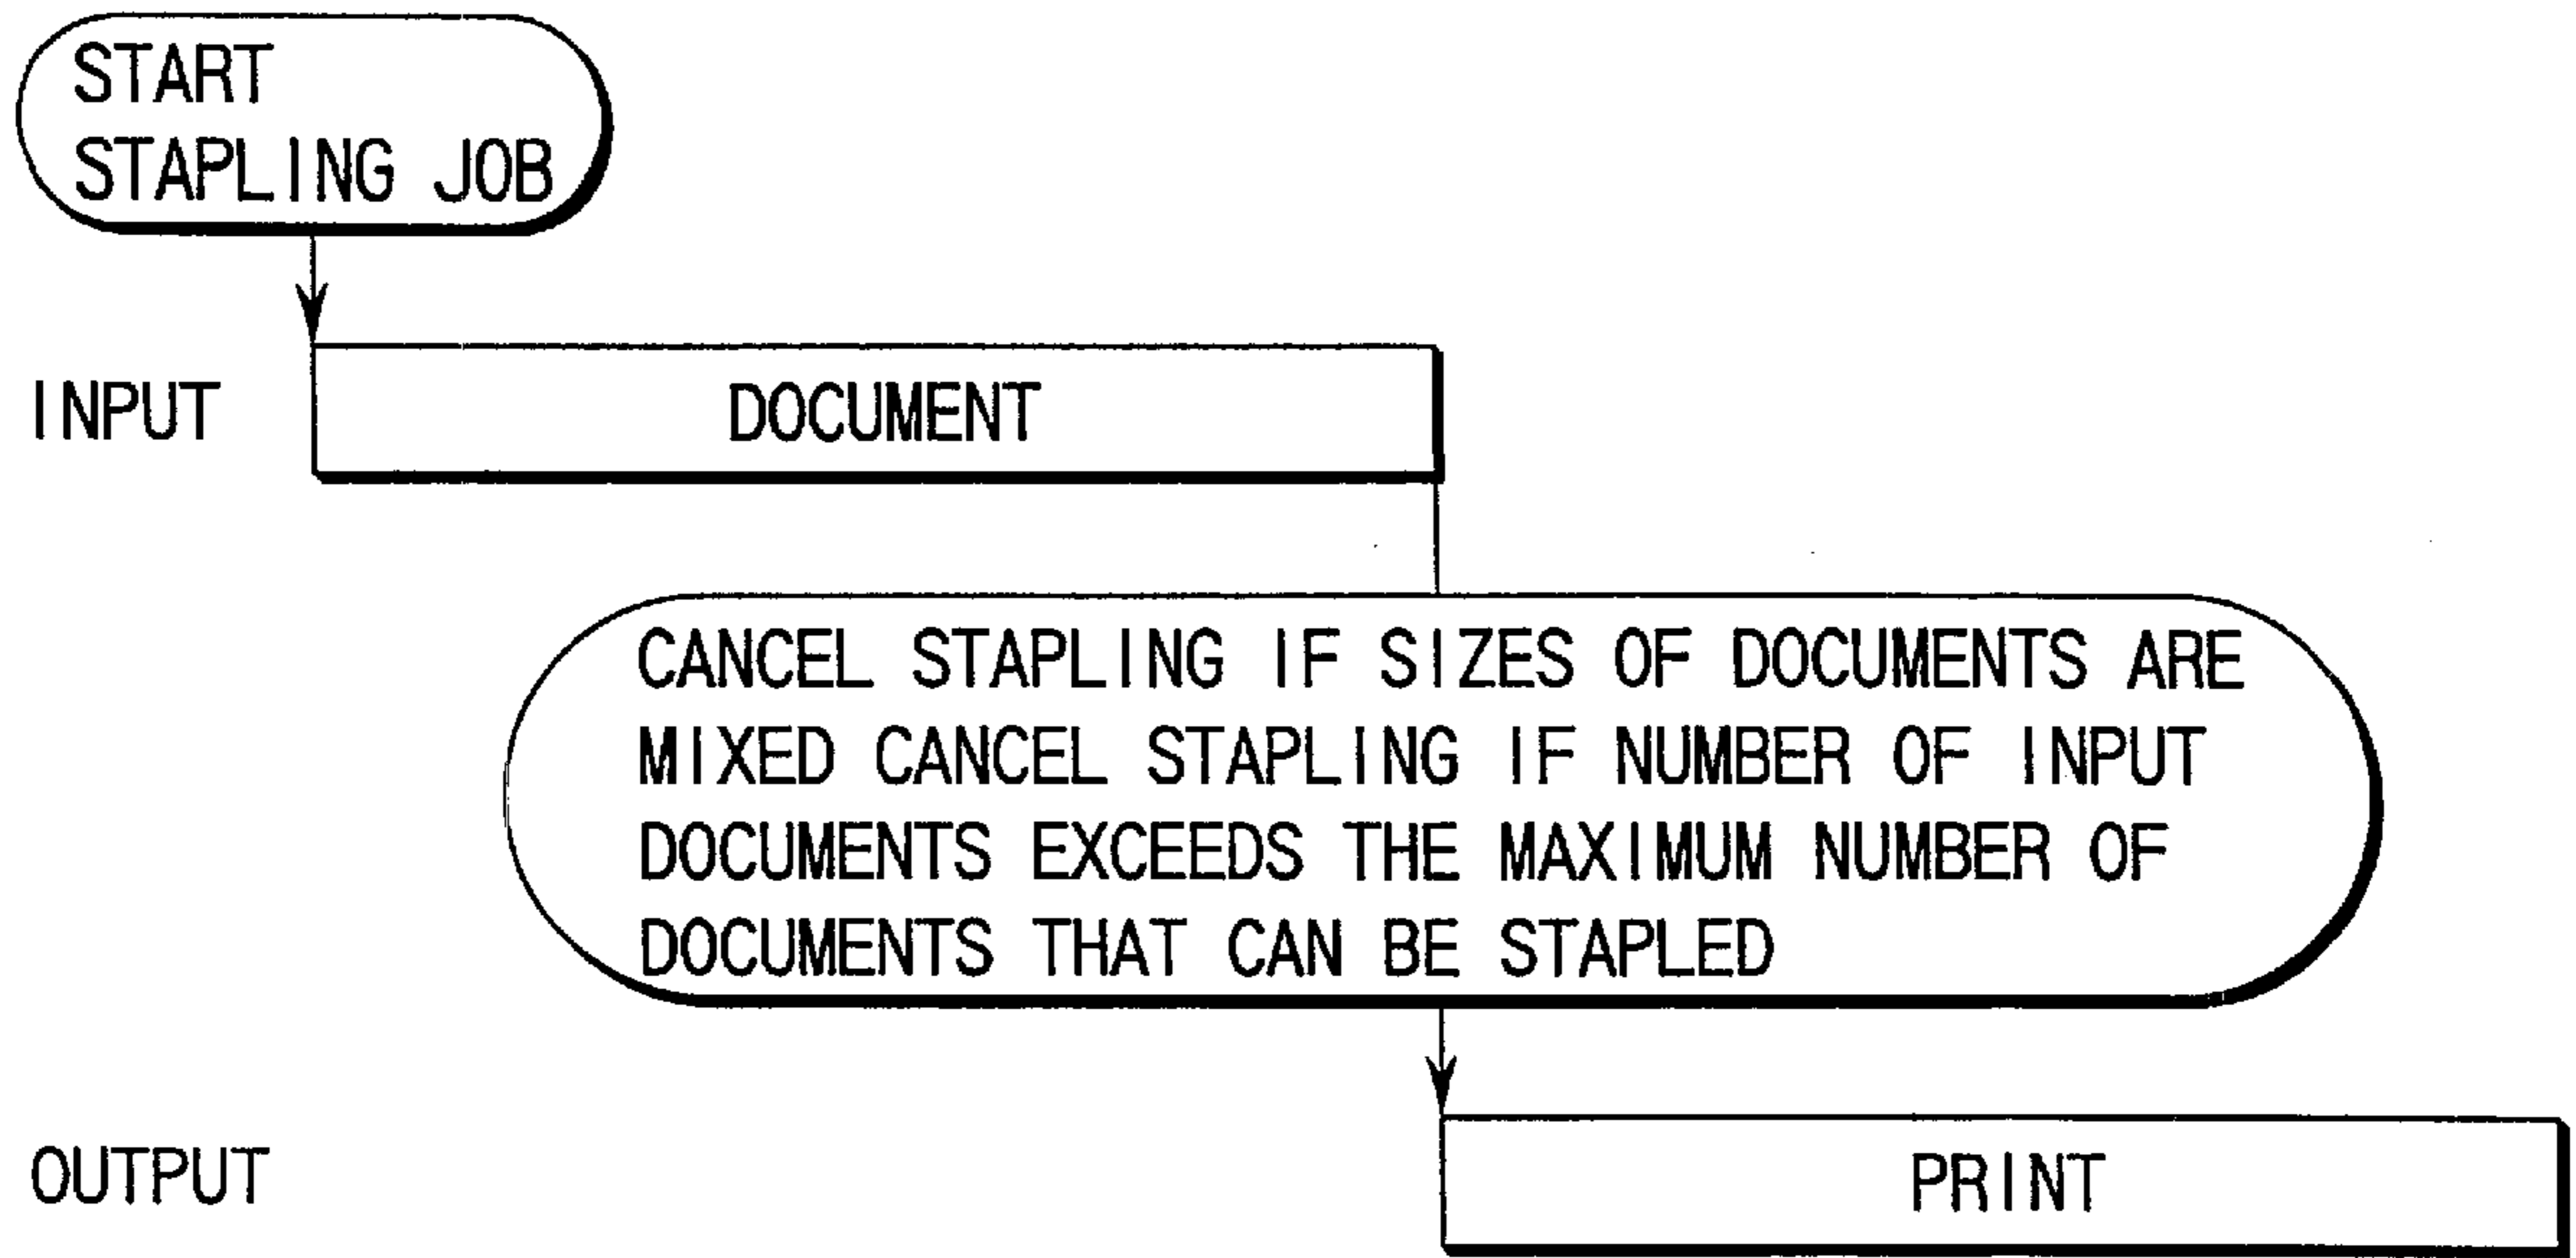 START
STAPLING JOB
INPUT
DOCUMENT
CANCEL STAPLING IF SIZES OF DOCUMENTS ARE
MIXED CANCEL STAPLING IF NUMBER OF INPUT
DOCUMENTS EXCEEDS THE MAXIMUM NUMBER OF
DOCUMENTS THAT CAN BE STAPLED
OUTPUT
PRINT